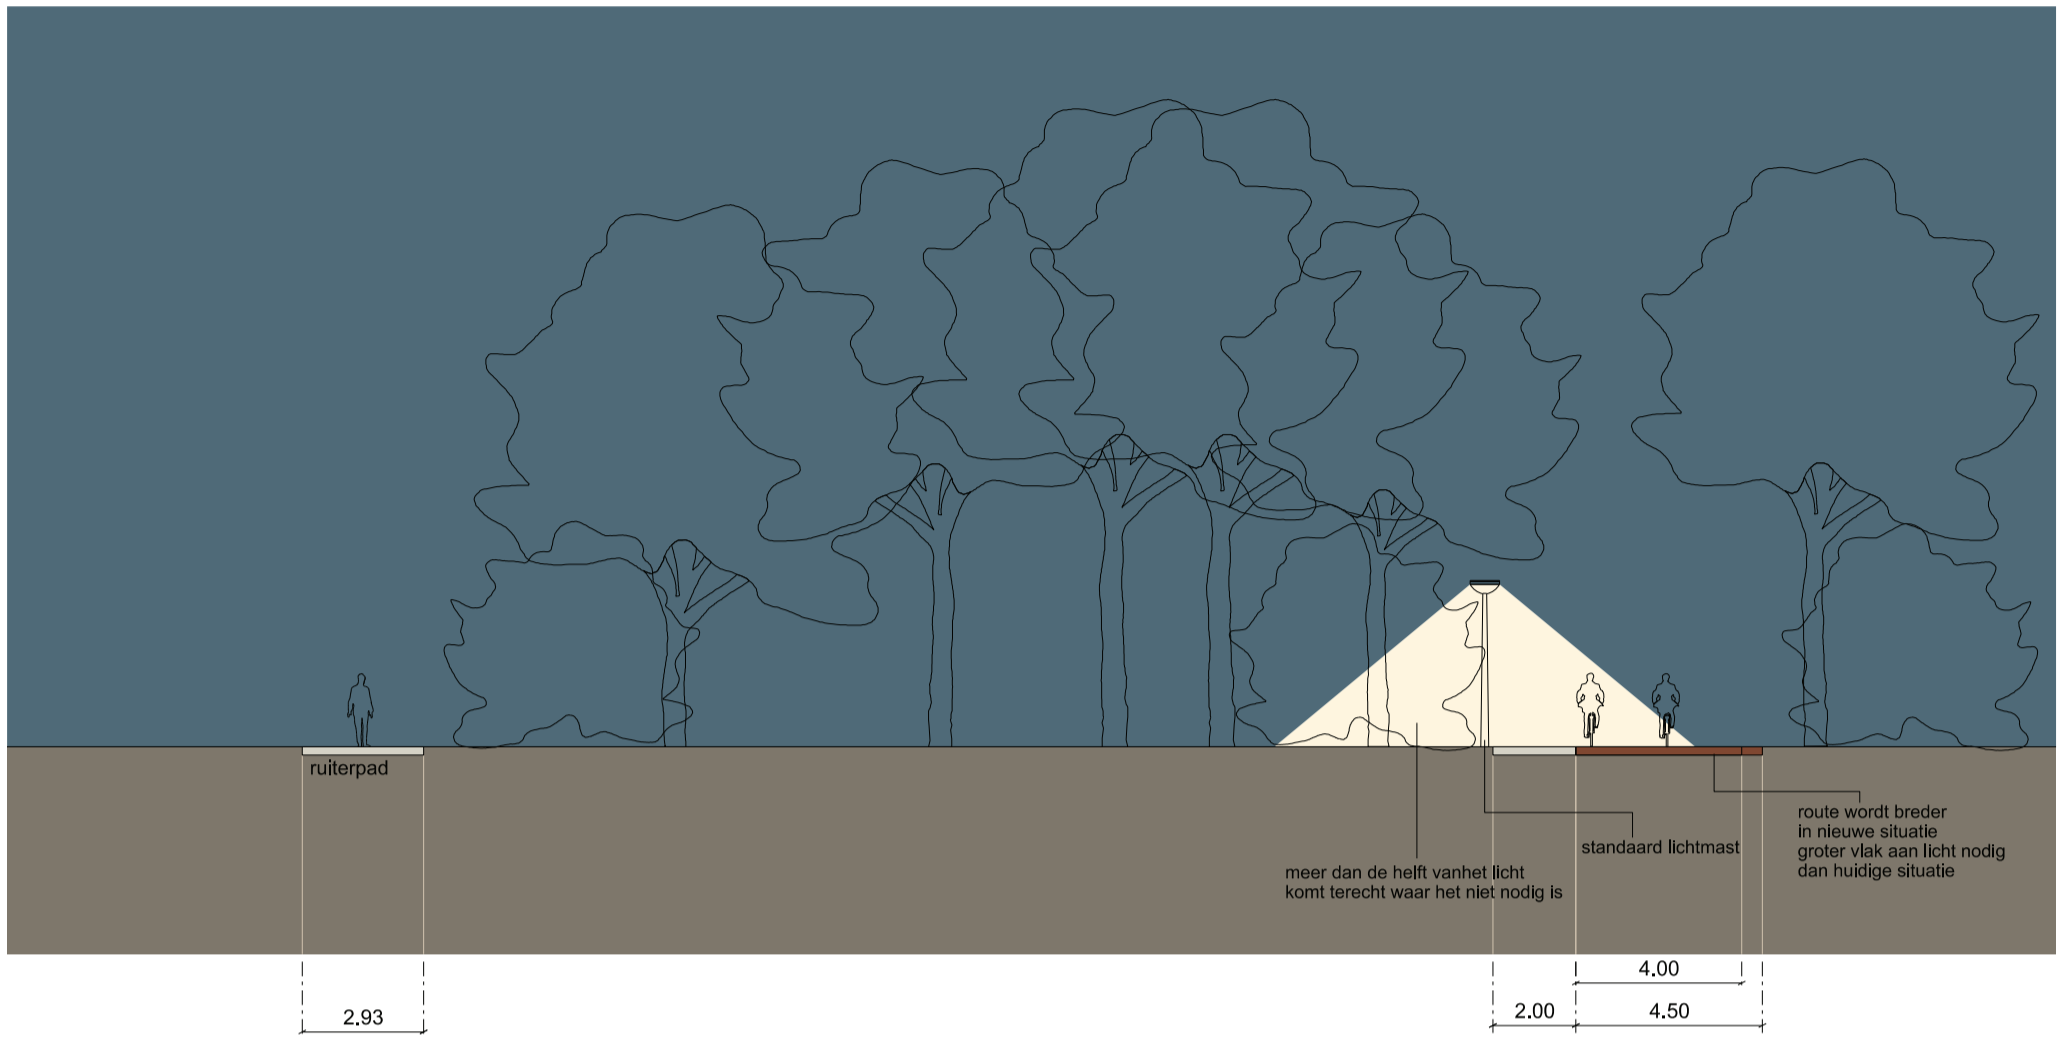 ruiterpad
route wordt breder
in nieuwe situatie
groter vlak aan licht nodig
dan huidige situatie
standaard lichtmast
meer dan de helft vanhet licht
komt terecht waar het niet nodig is
4.00
2.93
2.00
4.50